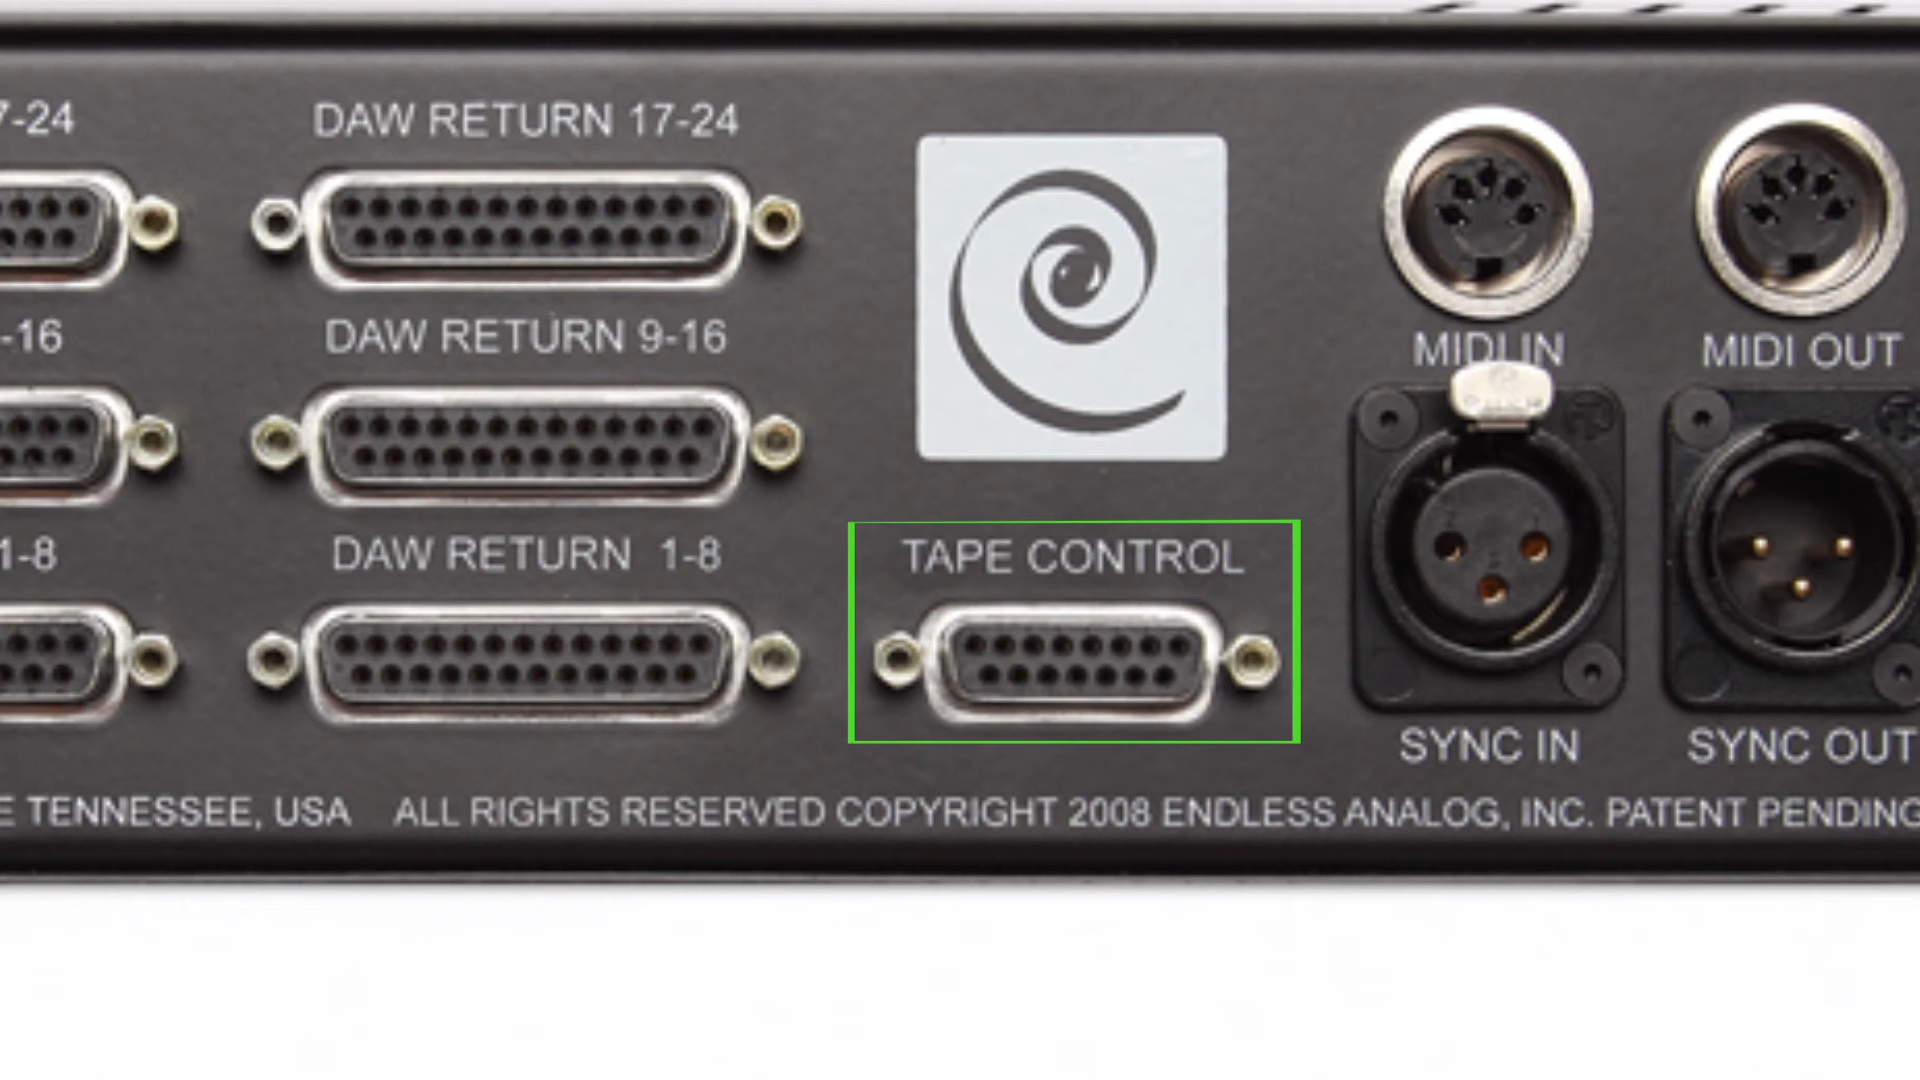 7-24
DAW RETURN 17-24
-16
DAW RETURN 9-16
MIDI IN
MIDI OUT
1-8
DAW RETURN 1-8
TAPE CONTROL
SYNC IN
SYNC OUT
E TENNESSEE, USA ALL RIGHTS RESERVED COPYRIGHT 2008 ENDLESS ANALOG, INC. PATENT PENDING